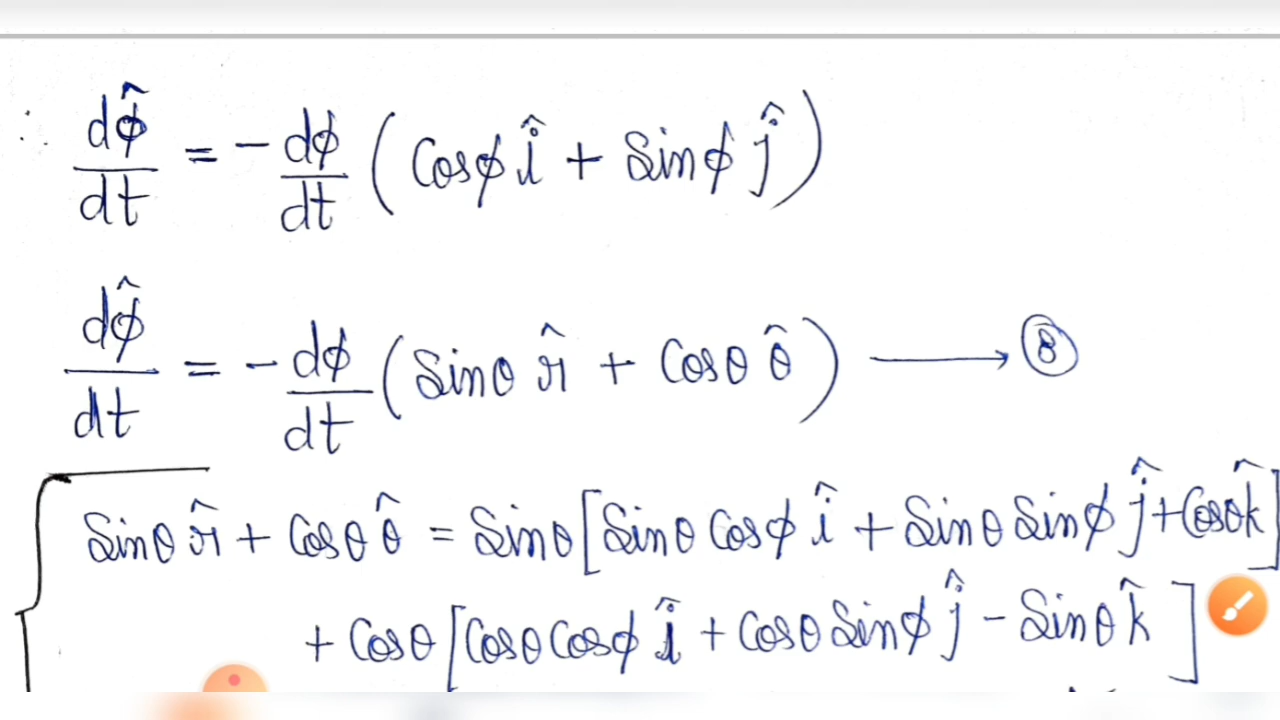 ∴ dφ̂/dt = - dφ/dt ( Cosφ î + Sinφ ĵ )
dφ̂/dt = - dφ/dt ( Sinθ r̂ + Cosθ θ̂ ) ⟶ ⑧
Sinθ r̂ + Cosθ θ̂ = Sinθ [ Sinθ Cosφ î + Sinθ Sinφ ĵ + Cosθ k̂ ]
+ Cosθ [ Cosθ Cosφ î + Cosθ Sinφ ĵ - Sinθ k̂ ]